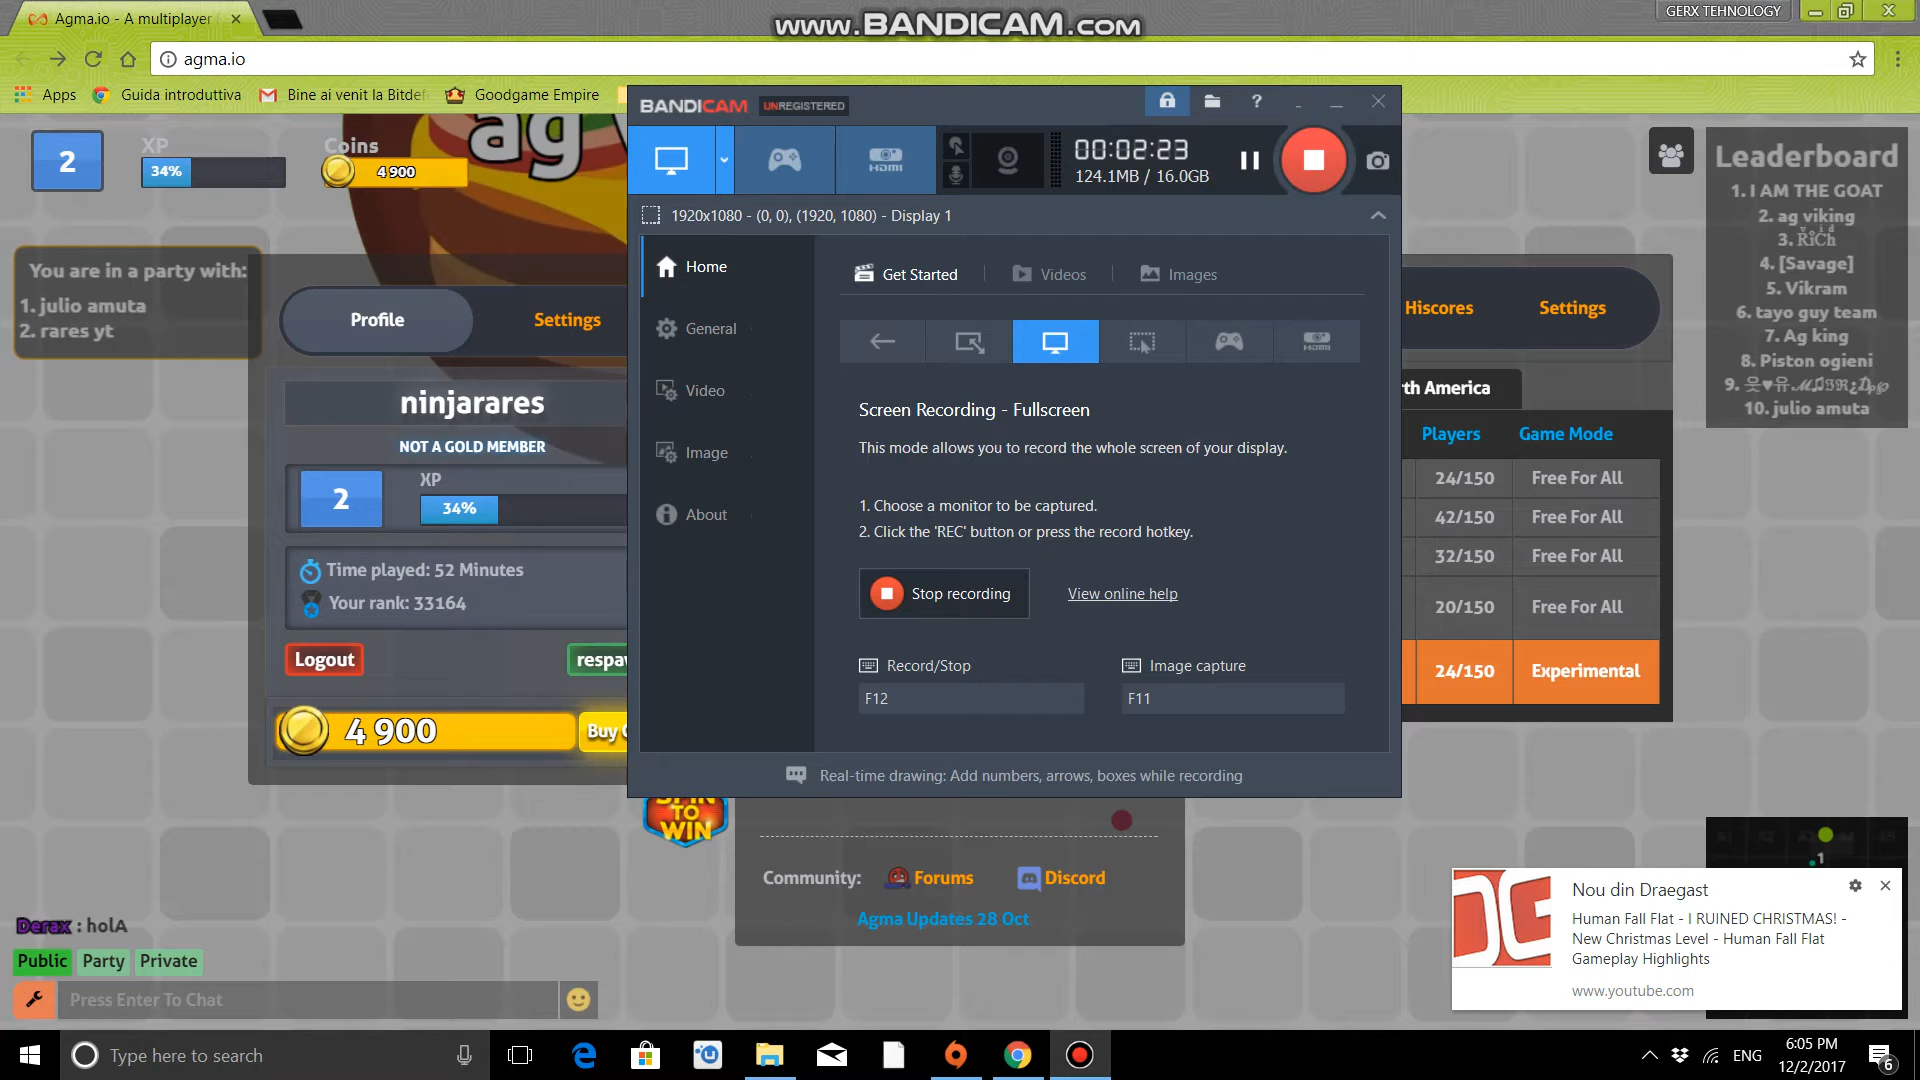 Agma.io - A multiplayer
www.BANDICAM.com
GERX TEHNOLOGY
agma.io
Apps
Guida introduttiva
Bine ai venit la Bitdef
Goodgame Empire
BANDICAM
UNREGISTERED
?
2
XP
34%
Coins
4 900
HDMI
00:02:23
124.1MB / 16.0GB
1920x1080 - (0, 0), (1920, 1080) - Display 1
Leaderboard
1. I AM THE GOAT
2. ag viking
4. [Savage]
5. Vikram
6. tayo guy team
7. Ag king
8. Piston ogieni
10. julio amuta
You are in a party with:
1. julio amuta
2. rares yt
Profile
Settings
Home
General
Video
Image
About
Get Started
Videos
Images
HDMI
Screen Recording - Fullscreen
This mode allows you to record the whole screen of your display.
1. Choose a monitor to be captured.
2. Click the 'REC' button or press the record hotkey.
Stop recording
View online help
Record/Stop
F12
Image capture
F11
Real-time drawing: Add numbers, arrows, boxes while recording
Hiscores
Settings
rth America
Players
Game Mode
24/150
Free For All
42/150
Free For All
32/150
Free For All
20/150
Free For All
24/150
Experimental
ninjarares
NOT A GOLD MEMBER
2
XP
34%
Time played: 52 Minutes
Your rank: 33164
Logout
respaw
4 900
Buy
SPIN
TO
WIN
Community:
Forums
Discord
Agma Updates 28 Oct
Derax : holA
Public
Party
Private
Press Enter To Chat
1
Nou din Draegast
Human Fall Flat - I RUINED CHRISTMAS! -
New Christmas Level - Human Fall Flat
Gameplay Highlights
www.youtube.com
Type here to search
ENG
6:05 PM
12/2/2017
6